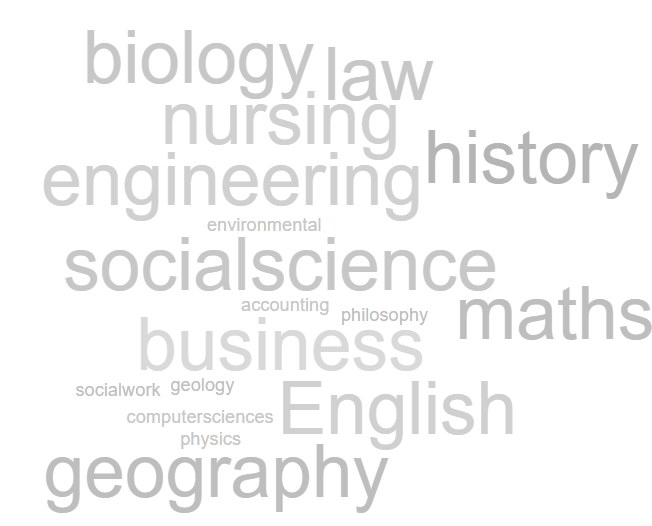 biology
law
nursing
history
engineering
environmental
socialscience
accounting
philosophy
maths
business
socialwork
geology
English
computersciences
physics
geography